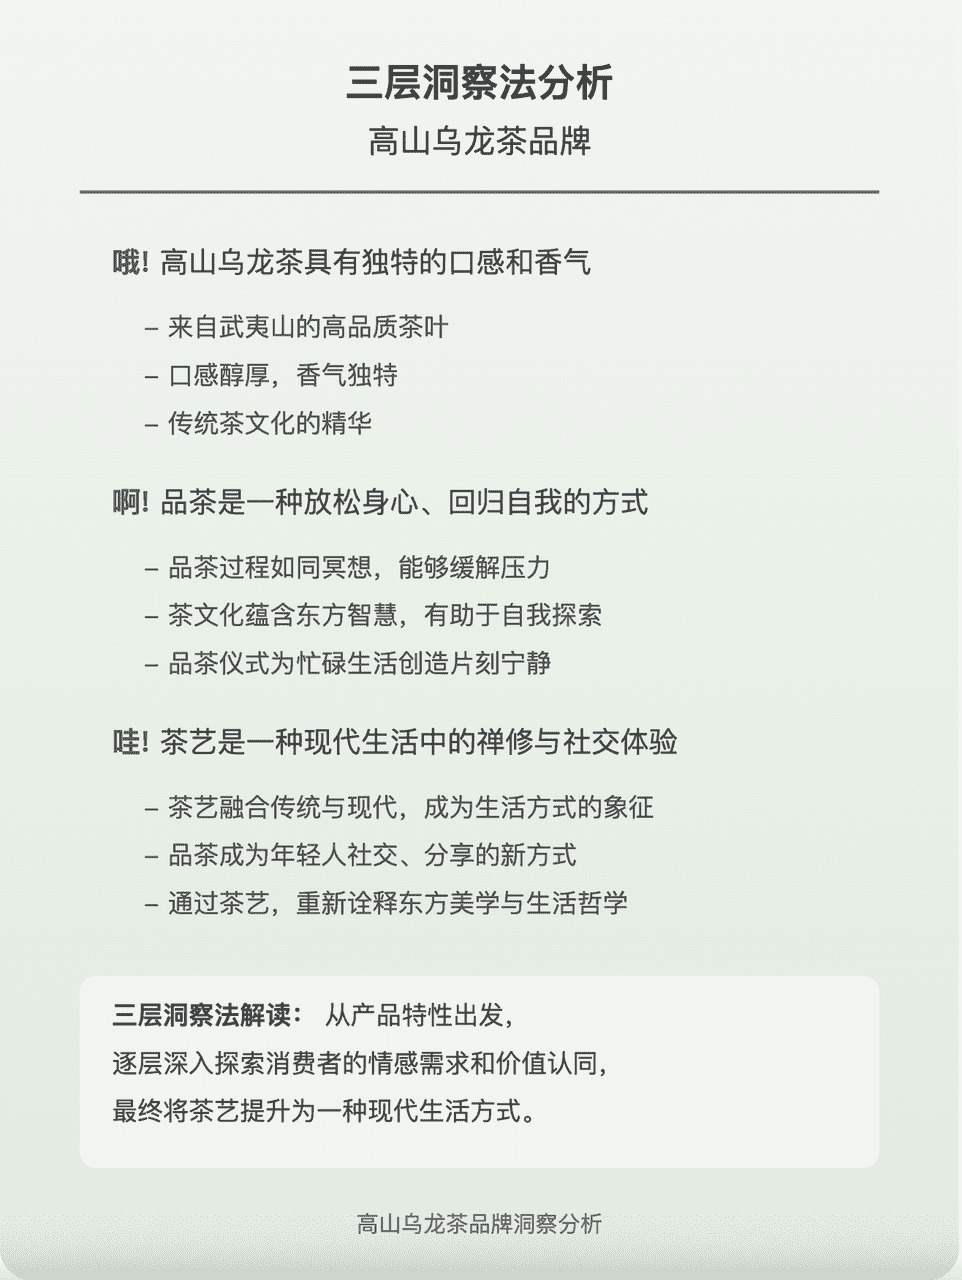 三层洞察法分析
高山乌龙茶品牌
哦! 高山乌龙茶具有独特的口感和香气
– 来自武夷山的高品质茶叶
– 口感醇厚，香气独特
– 传统茶文化的精华
啊! 品茶是一种放松身心、回归自我的方式
– 品茶过程如同冥想，能够缓解压力
– 茶文化蕴含东方智慧，有助于自我探索
– 品茶仪式为忙碌生活创造片刻宁静
哇! 茶艺是一种现代生活中的禅修与社交体验
– 茶艺融合传统与现代，成为生活方式的象征
– 品茶成为年轻人社交、分享的新方式
– 通过茶艺，重新诠释东方美学与生活哲学
三层洞察法解读： 从产品特性出发，
逐层深入探索消费者的情感需求和价值认同，
最终将茶艺提升为一种现代生活方式。
高山乌龙茶品牌洞察分析